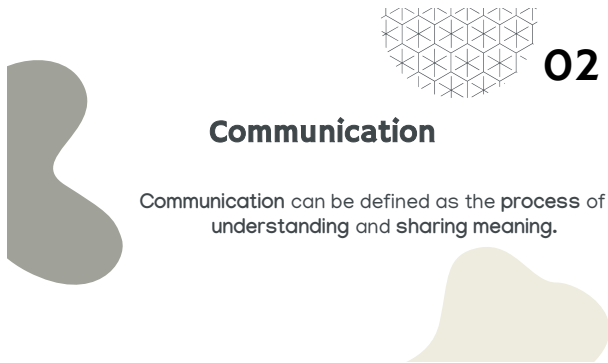 02
Communication
Communication can be defined as the process of
understanding and sharing meaning.